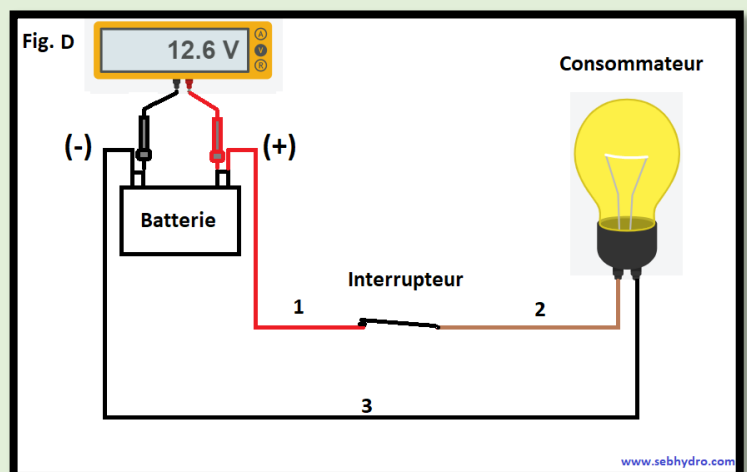 Fig. D
12.6 V
A
V
R
Consommateur
(-)
(+)
Batterie
Interrupteur
1
2
3
www.sebhydro.com